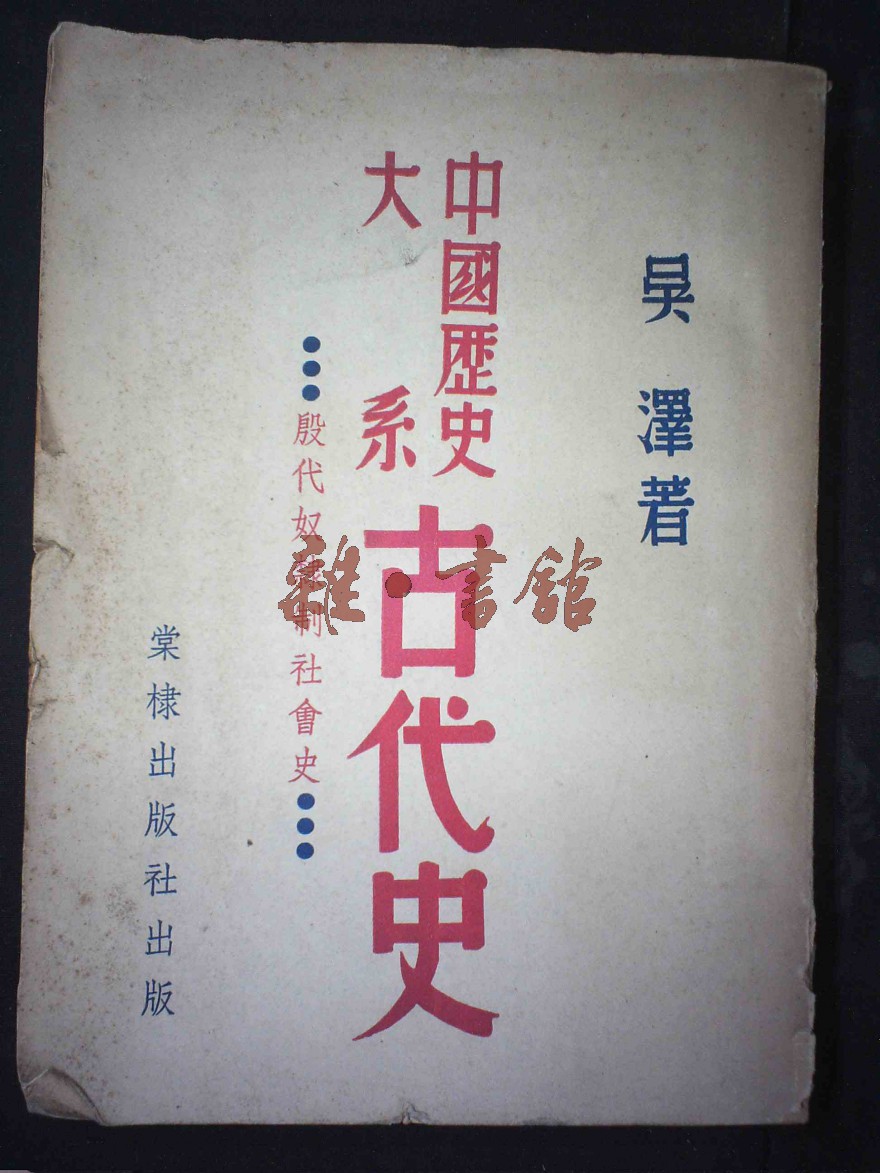 吳澤著
中國歷史
大系
古代史
殷代奴隸制社會史
棠棣出版社出版
雜·書館